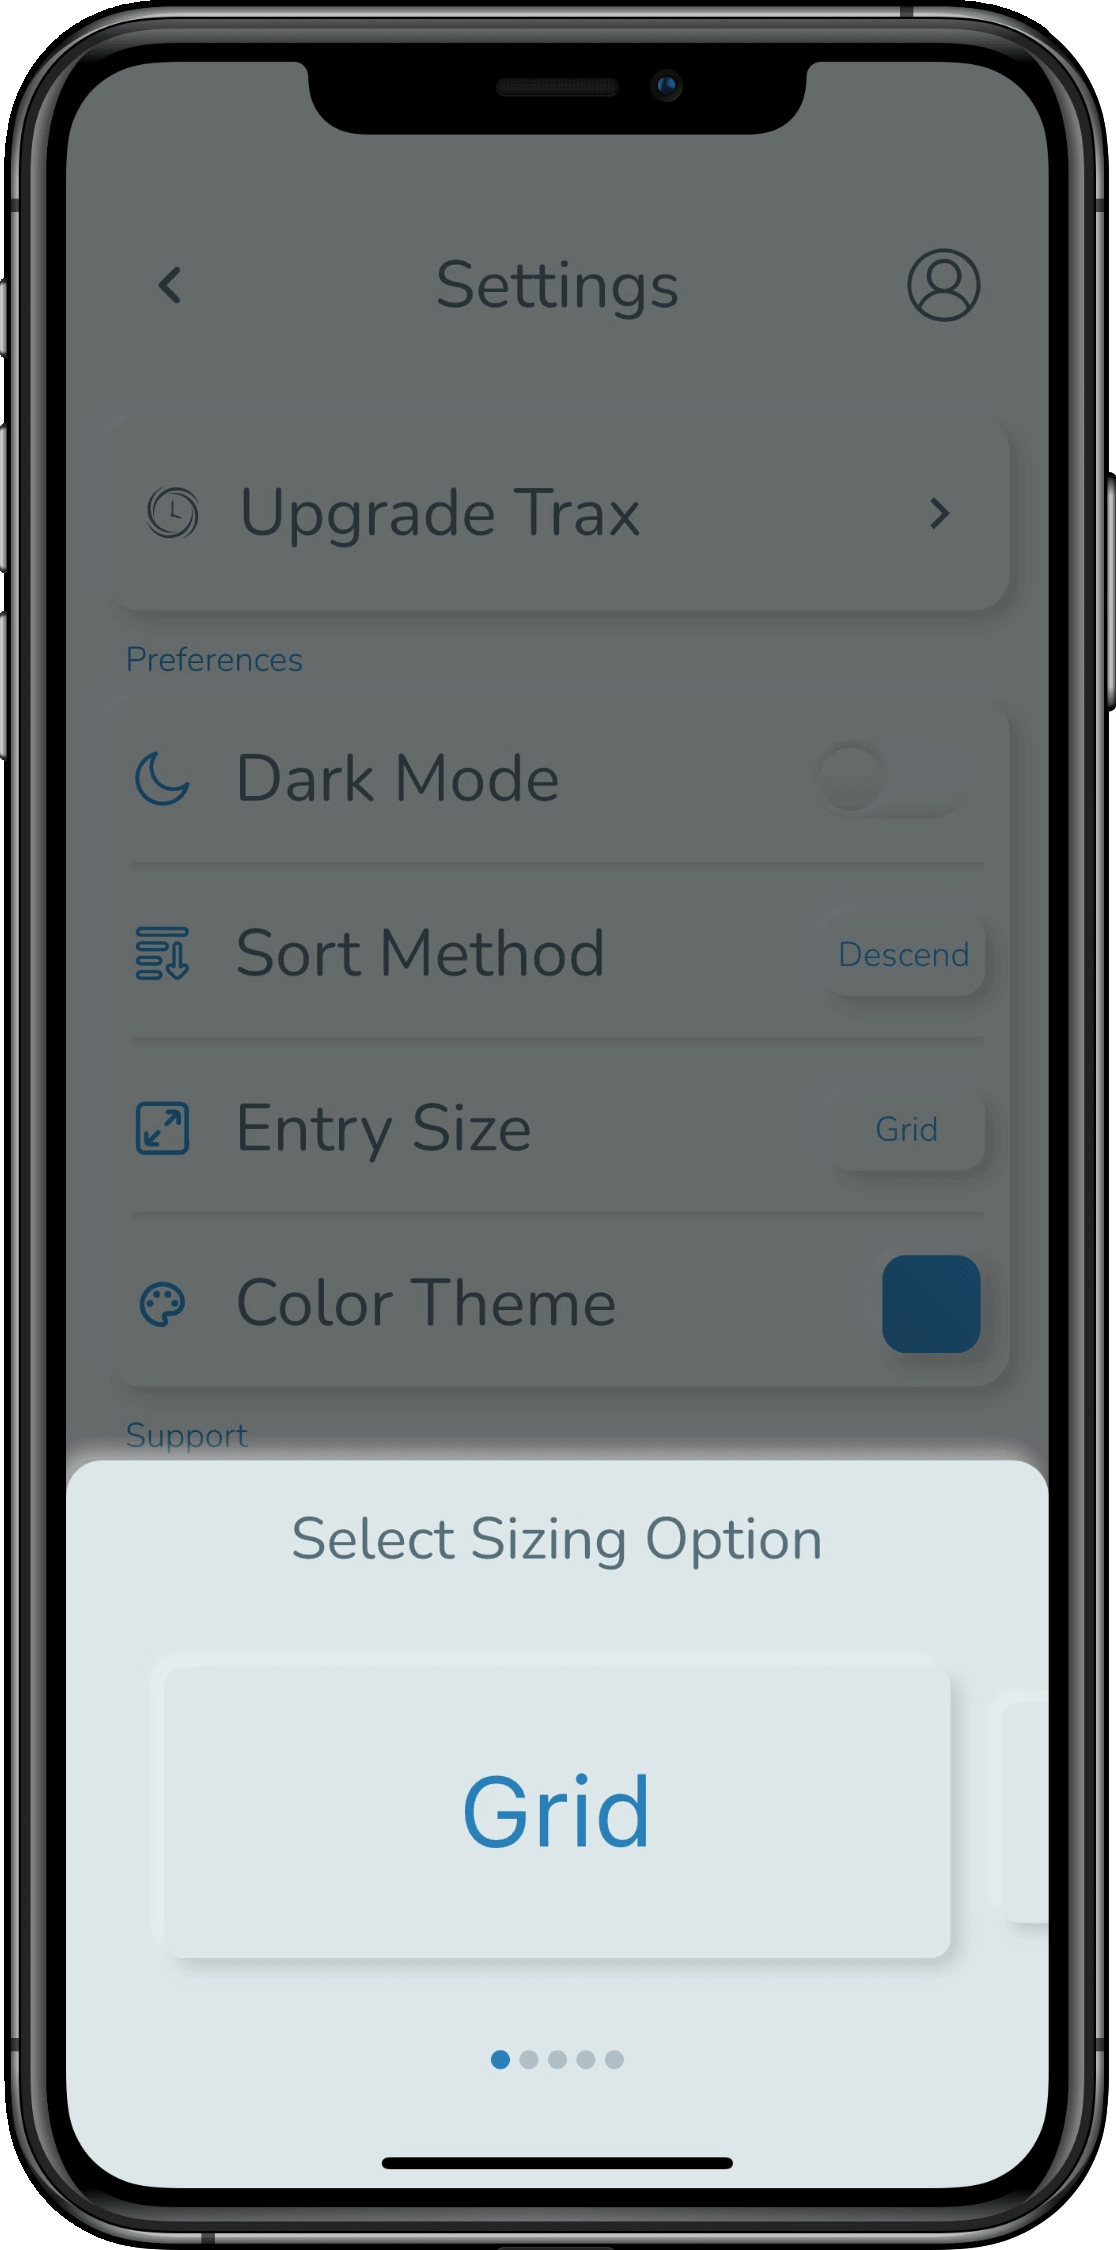 Settings
Upgrade Trax
Preferences
Dark Mode
Sort Method
Descend
Entry Size
Grid
Color Theme
Support
Select Sizing Option
Grid